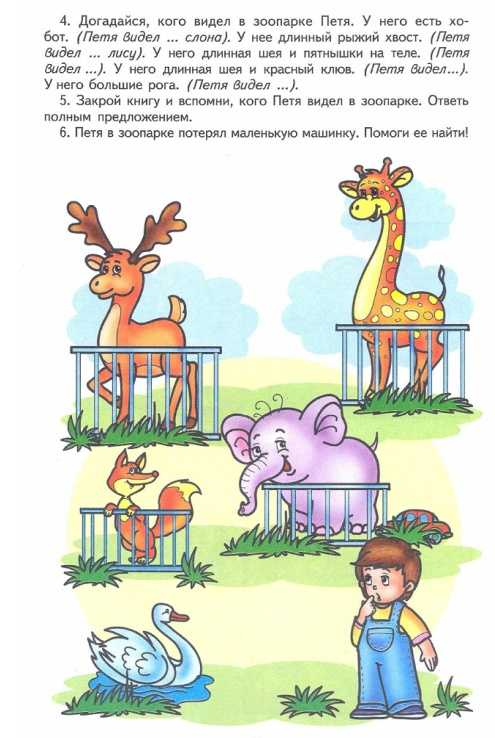 4. Догадайся, кого видел в зоопарке Петя. У него есть хо-
бот. (Петя видел ... слона). У нее длинный рыжий хвост. (Петя
видел ... лису). У него длинная шея и пятнышки на теле. (Петя
видел ...). У него длинная шея и красный клюв. (Петя видел...).
У него большие рога. (Петя видел ...).
5. Закрой книгу и вспомни, кого Петя видел в зоопарке. Ответь
полным предложением.
6. Петя в зоопарке потерял маленькую машинку. Помоги ее найти!